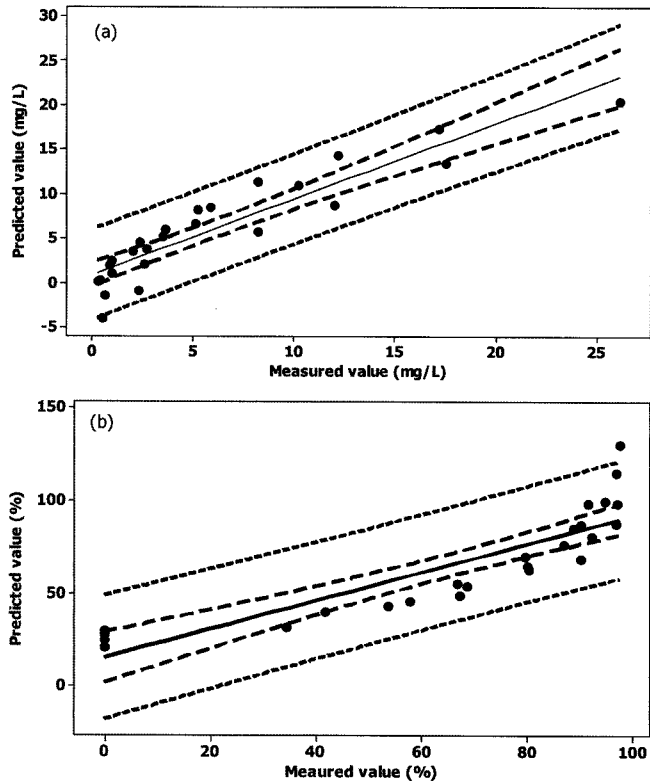 (a)
Predicted value (mg/L)
30
25
20
15
10
5
0
-5
0 5 10 15 20 25
Measured value (mg/L)
(b)
Predicted value (%)
150
100
50
0
0 20 40 60 80 100
Meaured value (%)